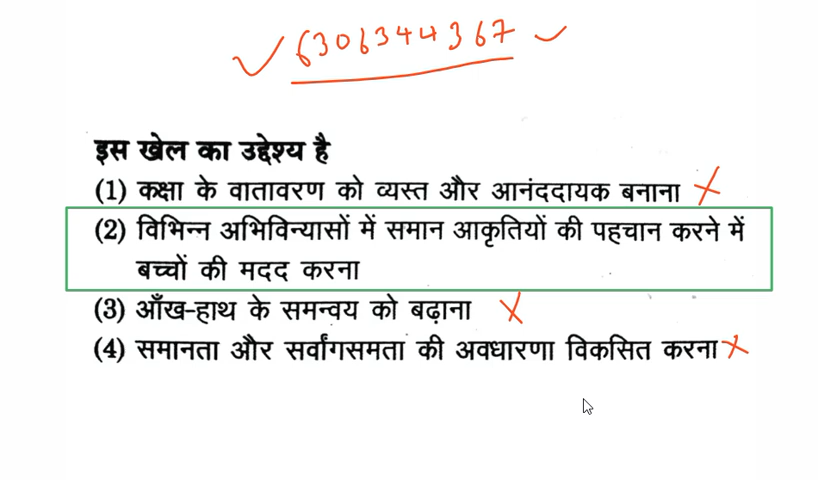 6306344367
इस खेल का उद्देश्य है
(1) कक्षा के वातावरण को व्यस्त और आनंददायक बनाना
(2) विभिन्न अभिविन्यासों में समान आकृतियों की पहचान करने में
बच्चों की मदद करना
(3) आँख-हाथ के समन्वय को बढ़ाना
(4) समानता और सर्वांगसमता की अवधारणा विकसित करना